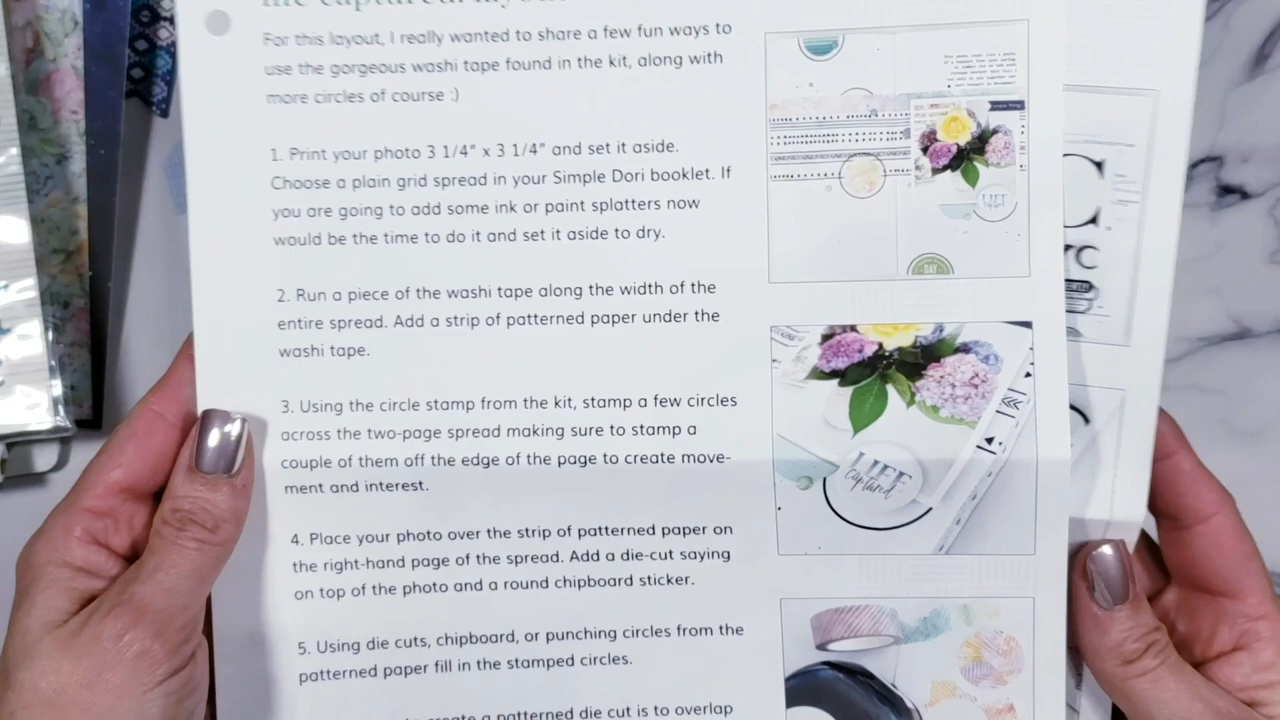 life captured layout
For this layout, I really wanted to share a few fun ways to
use the gorgeous washi tape found in the kit, along with
more circles of course :)
1. Print your photo 3 1/4" x 3 1/4" and set it aside.
Choose a plain grid spread in your Simple Dori booklet. If
you are going to add some ink or paint splatters now
would be the time to do it and set it aside to dry.
2. Run a piece of the washi tape along the width of the
entire spread. Add a strip of patterned paper under the
washi tape.
3. Using the circle stamp from the kit, stamp a few circles
across the two-page spread making sure to stamp a
couple of them off the edge of the page to create move-
ment and interest.
4. Place your photo over the strip of patterned paper on
the right-hand page of the spread. Add a die-cut saying
on top of the photo and a round chipboard sticker.
5. Using die cuts, chipboard, or punching circles from the
patterned paper fill in the stamped circles.
create a patterned die cut is to overlap
LIFE
DAY
LIFE
captured
C
YC